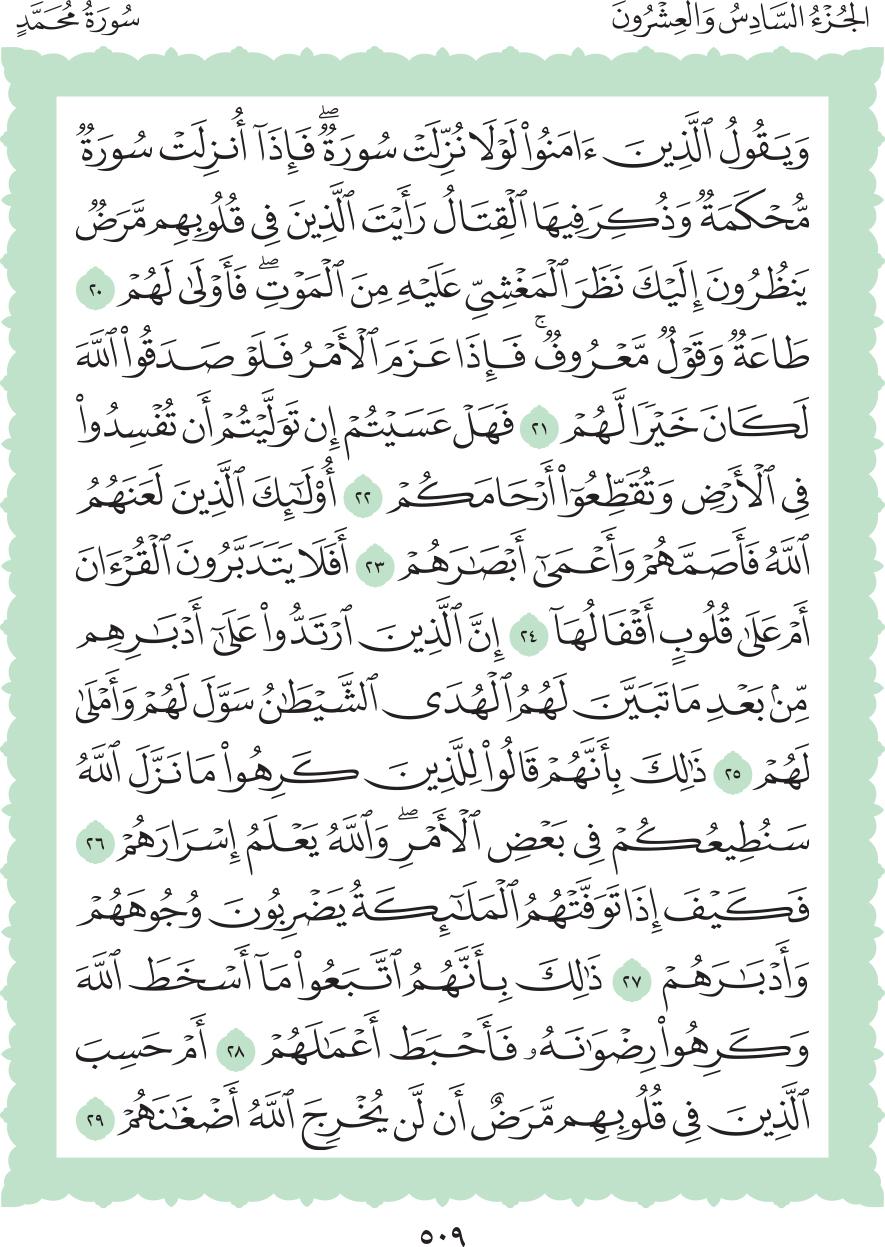 الجُزْءُ السَّادِسُ وَالعِشْرُونَ
سُورَةُ مُحَمَّدٍ
وَيَقُولُ ٱلَّذِينَ ءَامَنُوا۟ لَوْلَا نُزِّلَتْ سُورَةٌۖ فَإِذَآ أُنزِلَتْ سُورَةٌ
مُّحْكَمَةٌ وَذُكِرَ فِيهَا ٱلْقِتَالُ رَأَيْتَ ٱلَّذِينَ فِى قُلُوبِهِم مَّرَضٌ
يَنظُرُونَ إِلَيْكَ نَظَرَ ٱلْمَغْشِىِّ عَلَيْهِ مِنَ ٱلْمَوْتِۖ فَأَوْلَىٰ لَهُمْ ٢٠
طَاعَةٌ وَقَوْلٌ مَّعْرُوفٌۚ فَإِذَا عَزَمَ ٱلْأَمْرُ فَلَوْ صَدَقُوا۟ ٱللَّهَ
لَكَانَ خَيْرًا لَّهُمْ ٢١ فَهَلْ عَسَيْتُمْ إِن تَوَلَّيْتُمْ أَن تُفْسِدُوا۟
فِى ٱلْأَرْضِ وَتُقَطِّعُوٓا۟ أَرْحَامَكُمْ ٢٢ أُو۟لَـٰٓئِكَ ٱلَّذِينَ لَعَنَهُمُ
ٱللَّهُ فَأَصَمَّهُمْ وَأَعْمَىٰٓ أَبْصَـٰرَهُمْ ٢٣ أَفَلَا يَتَدَبَّرُونَ ٱلْقُرْءَانَ
أَمْ عَلَىٰ قُلُوبٍ أَقْفَالُهَآ ٢٤ إِنَّ ٱلَّذِينَ ٱرْتَدُّوا۟ عَلَىٰٓ أَدْبَـٰرِهِم
مِّنۢ بَعْدِ مَا تَبَيَّنَ لَهُمُ ٱلْهُدَى ٱلشَّيْطَـٰنُ سَوَّلَ لَهُمْ وَأَمْلَىٰ
لَهُمْ ٢٥ ذَٰلِكَ بِأَنَّهُمْ قَالُوا۟ لِلَّذِينَ كَرِهُوا۟ مَا نَزَّلَ ٱللَّهُ
سَنُطِيعُكُمْ فِى بَعْضِ ٱلْأَمْرِۖ وَٱللَّهُ يَعْلَمُ إِسْرَارَهُمْ ٢٦
فَكَيْفَ إِذَا تَوَفَّتْهُمُ ٱلْمَلَـٰٓئِكَةُ يَضْرِبُونَ وُجُوهَهُمْ
وَأَدْبَـٰرَهُمْ ٢٧ ذَٰلِكَ بِأَنَّهُمُ ٱتَّبَعُوا۟ مَآ أَسْخَطَ ٱللَّهَ
وَكَرِهُوا۟ رِضْوَٰنَهُۥ فَأَحْبَطَ أَعْمَـٰلَهُمْ ٢٨ أَمْ حَسِبَ
ٱلَّذِينَ فِى قُلُوبِهِم مَّرَضٌ أَن لَّن يُخْرِجَ ٱللَّهُ أَضْغَـٰنَهُمْ ٢٩
٥٠٩